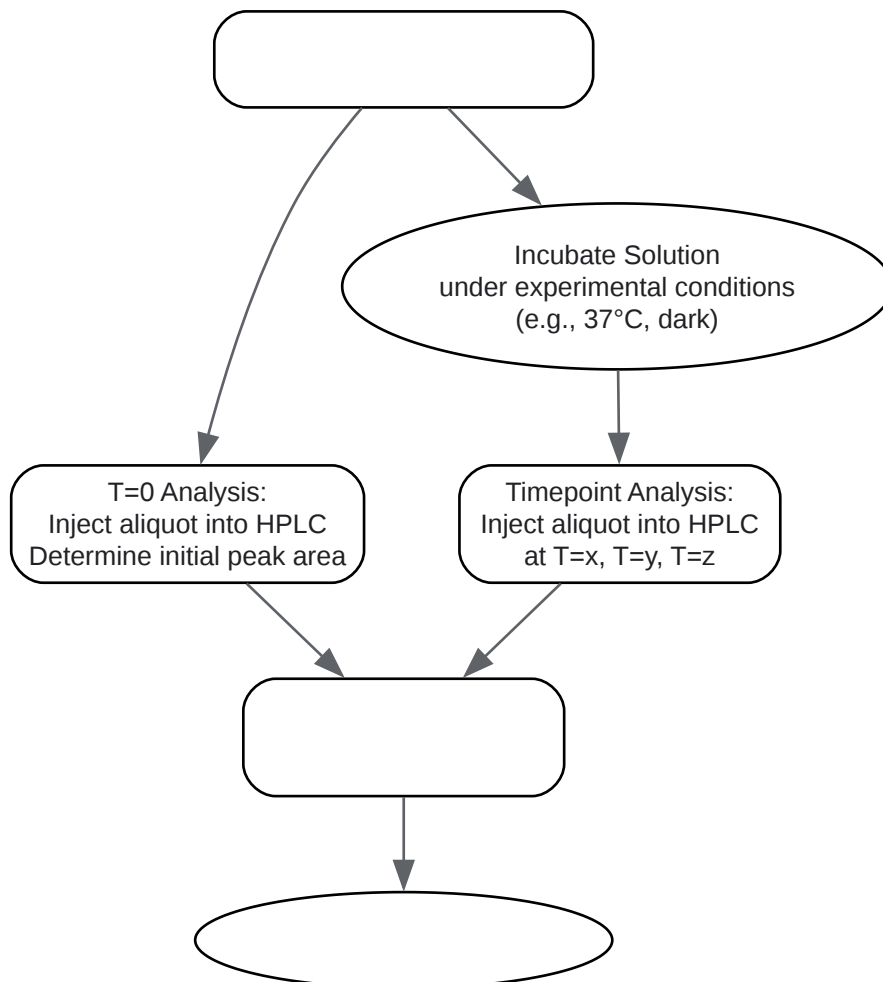 Incubate Solution
under experimental conditions
(e.g., 37°C, dark)
T=0 Analysis:
Inject aliquot into HPLC
Determine initial peak area
Timepoint Analysis:
Inject aliquot into HPLC
at T=x, T=y, T=z